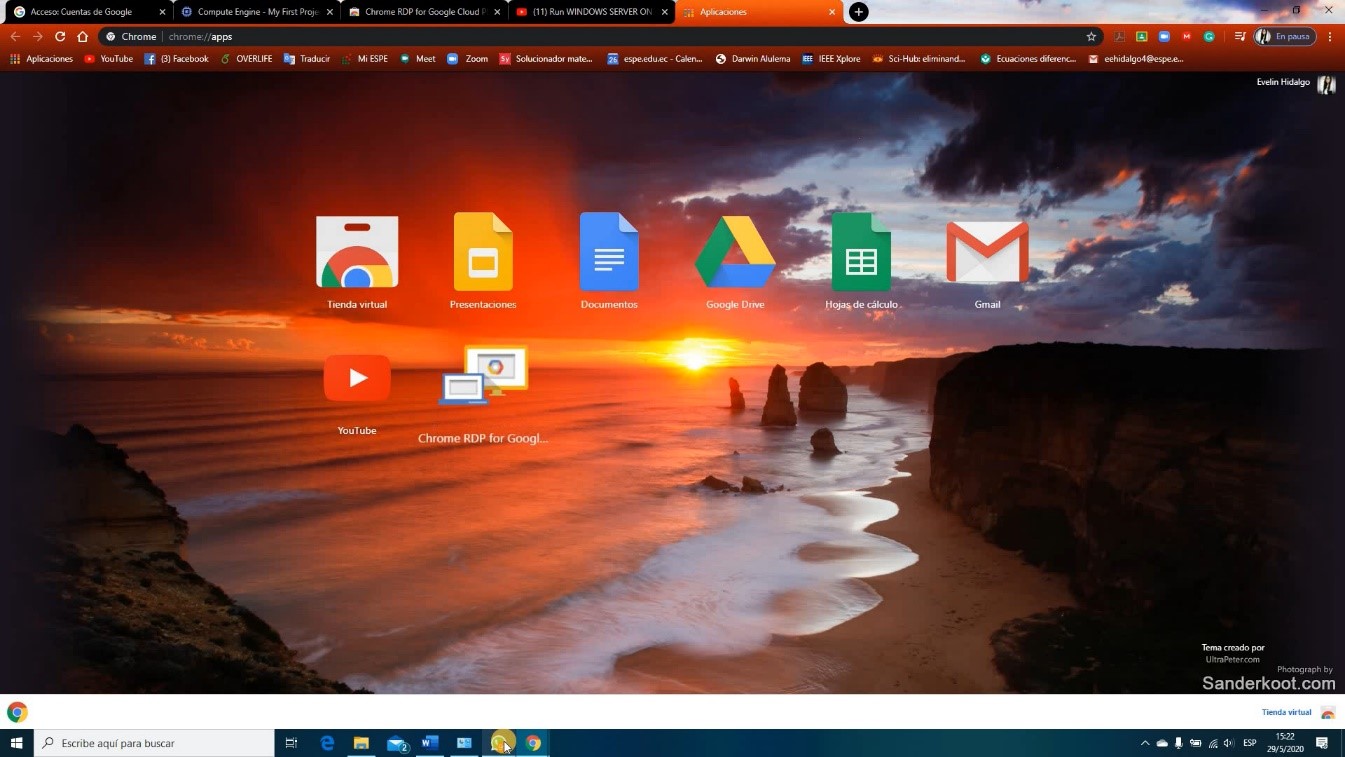 Acceso: Cuentas de Google
Compute Engine - My First Proje
Chrome RDP for Google Cloud P
(11) Run WINDOWS SERVER ON
Aplicaciones
Chrome
chrome://apps
En pausa
Aplicaciones
YouTube
(3) Facebook
OVERLIFE
Traducir
Mi ESPE
Meet
Zoom
Solucionador mate...
espe.edu.ec - Calen...
Darwin Alulema
IEEE Xplore
Sci-Hub: eliminand...
Ecuaciones diferenc...
eehidalgo4@espe.e...
Evelin Hidalgo
Tienda virtual
Presentaciones
Documentos
Google Drive
Hojas de cálculo
Gmail
YouTube
Chrome RDP for Googl...
Tema creado por
UltraPeter.com
Photograph by
Sanderkoot.com
Tienda virtual
Escribe aquí para buscar
2
ESP
15:22
29/5/2020